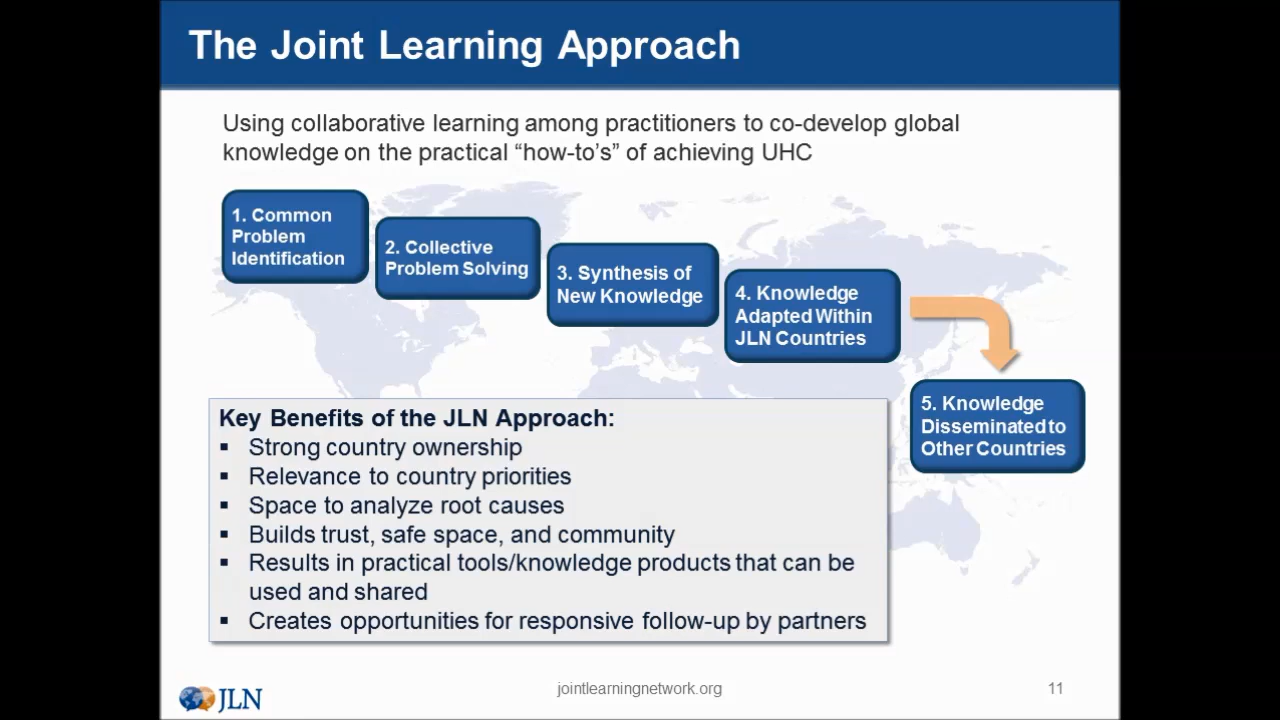 The Joint Learning Approach
Using collaborative learning among practitioners to co-develop global
knowledge on the practical “how-to’s” of achieving UHC
1. Common
Problem
Identification
2. Collective
Problem Solving
3. Synthesis of
New Knowledge
4. Knowledge
Adapted Within
JLN Countries
5. Knowledge
Disseminated to
Other Countries
Key Benefits of the JLN Approach:
▪ Strong country ownership
▪ Relevance to country priorities
▪ Space to analyze root causes
▪ Builds trust, safe space, and community
▪ Results in practical tools/knowledge products that can be
used and shared
▪ Creates opportunities for responsive follow-up by partners
JLN
jointlearningnetwork.org
11